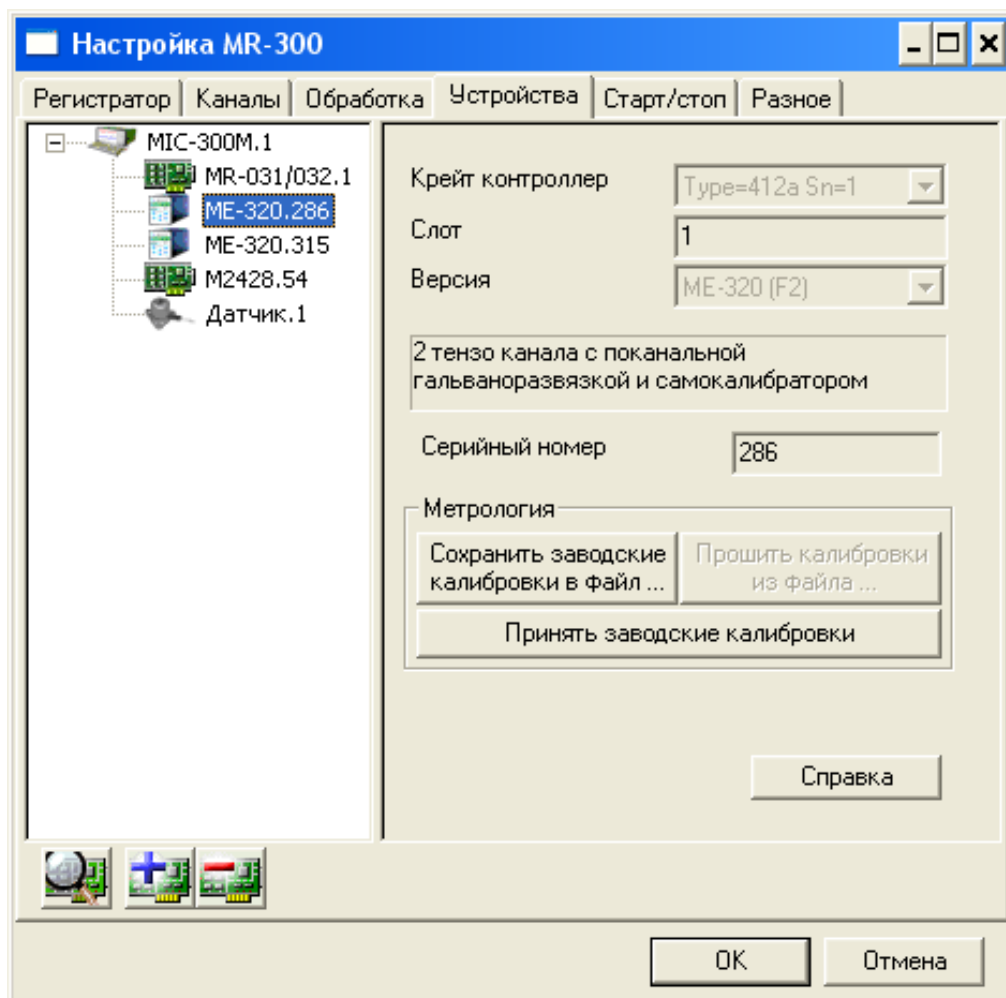 Настройка MR-300
Регистратор Каналы Обработка Устройства Старт/стоп Разное
MIC-300M.1
MR-031/032.1
ME-320.286
ME-320.315
M2428.54
Датчик.1
Крейт контроллер
Type=412a Sn=1
Слот
1
Версия
ME-320 (F2)
2 тензо канала с поканальной
гальваноразвязкой и самокалибратором
Серийный номер
286
Метрология
Сохранить заводские
калибровки в файл ...
Прошить калибровки
из файла ...
Принять заводские калибровки
Справка
OK
Отмена